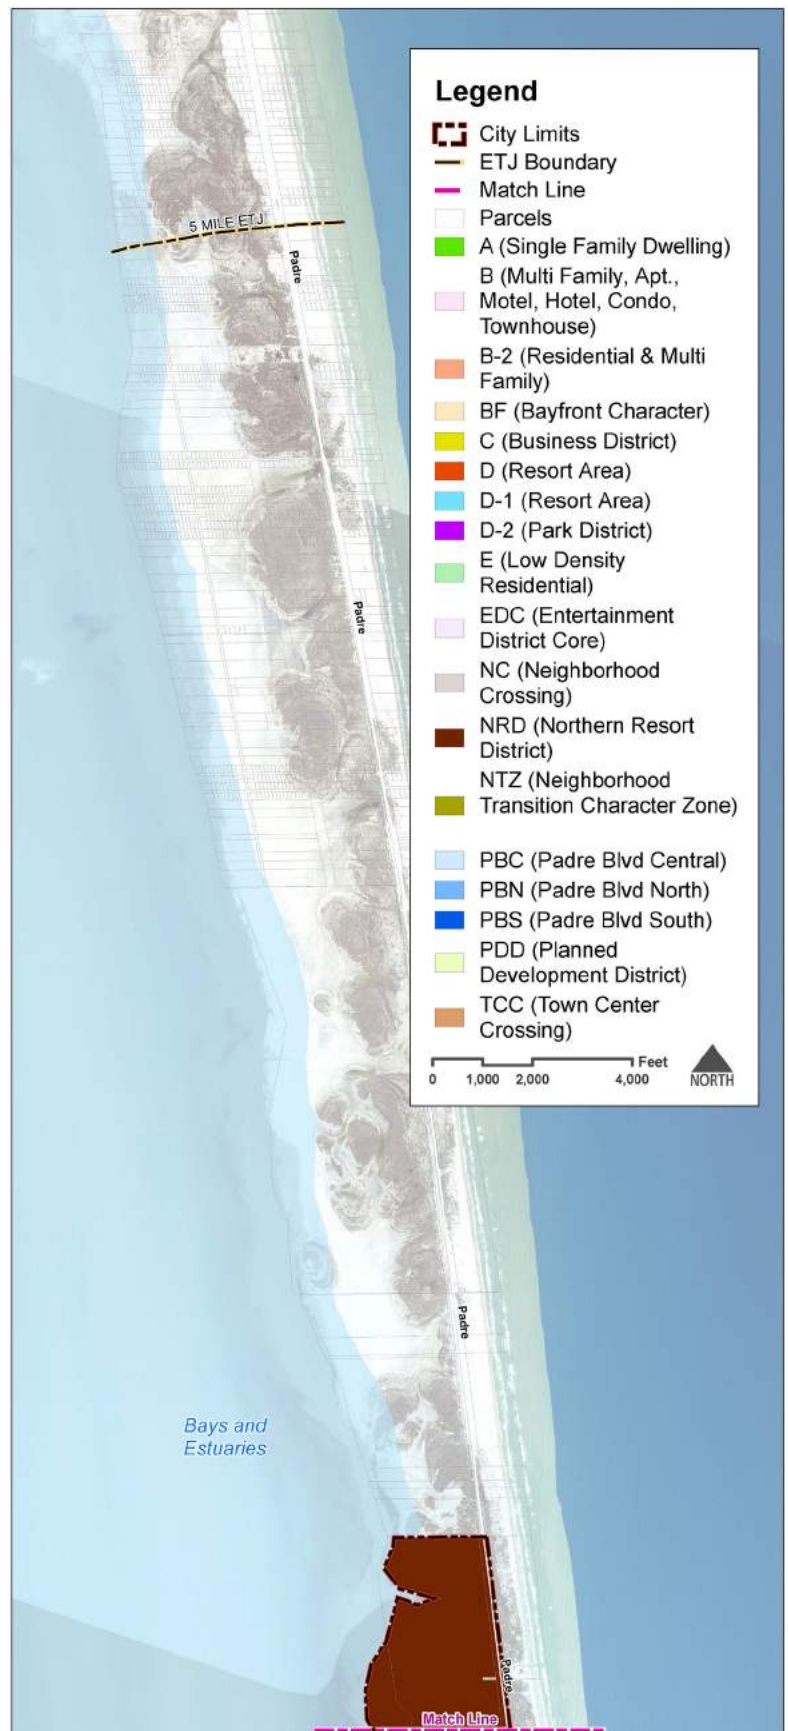 Legend
City Limits
ETJ Boundary
Match Line
Parcels
A (Single Family Dwelling)
B (Multi Family, Apt.,
Motel, Hotel, Condo,
Townhouse)
B-2 (Residential & Multi
Family)
BF (Bayfront Character)
C (Business District)
D (Resort Area)
D-1 (Resort Area)
D-2 (Park District)
E (Low Density
Residential)
EDC (Entertainment
District Core)
NC (Neighborhood
Crossing)
NRD (Northern Resort
District)
NTZ (Neighborhood
Transition Character Zone)
PBC (Padre Blvd Central)
PBN (Padre Blvd North)
PBS (Padre Blvd South)
PDD (Planned
Development District)
TCC (Town Center
Crossing)
Feet
0 1,000 2,000 4,000
NORTH
5 MILE ETJ
Padre
Padre
Padre
Bays and
Estuaries
Padre
Match Line